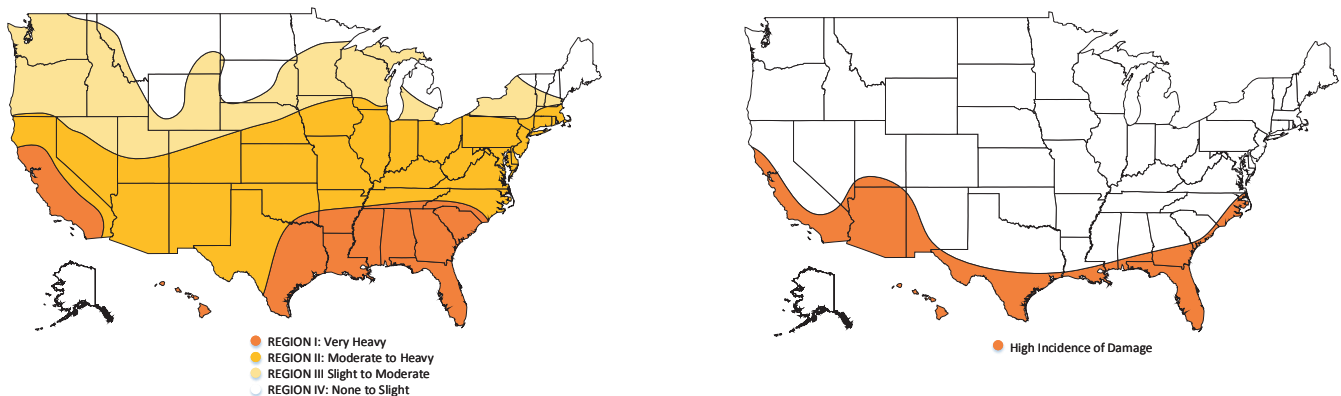 REGION I: Very Heavy
REGION II: Moderate to Heavy
REGION III Slight to Moderate
REGION IV: None to Slight
High Incidence of Damage